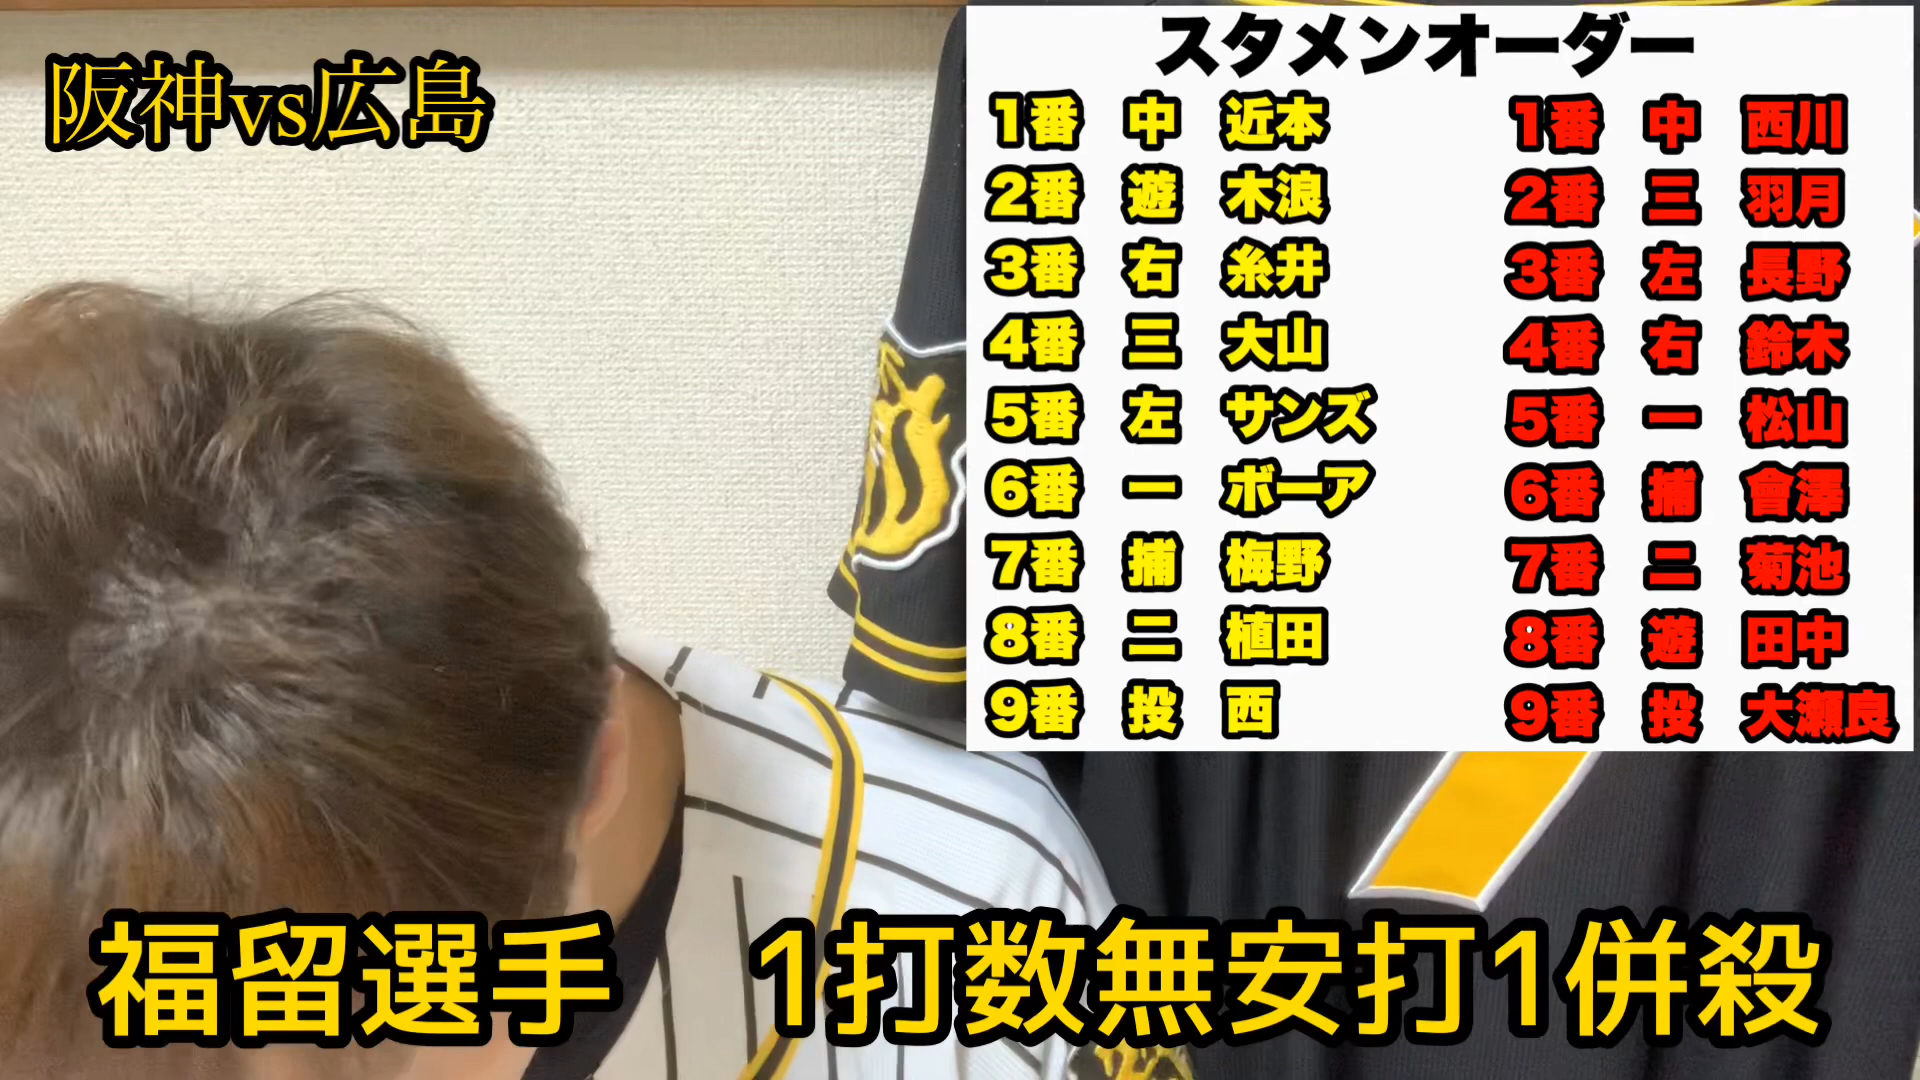 阪神vs広島
スタメンオーダー
1番 中 近本 1番 中 西川
2番 遊 木浪 2番 三 羽月
3番 右 糸井 3番 左 長野
4番 三 大山 4番 右 鈴木
5番 左 サンズ 5番 一 松山
6番 一 ボーア 6番 捕 會澤
7番 捕 梅野 7番 二 菊池
8番 二 植田 8番 遊 田中
9番 投 西 9番 投 大瀬良
福留選手 1打数無安打1併殺